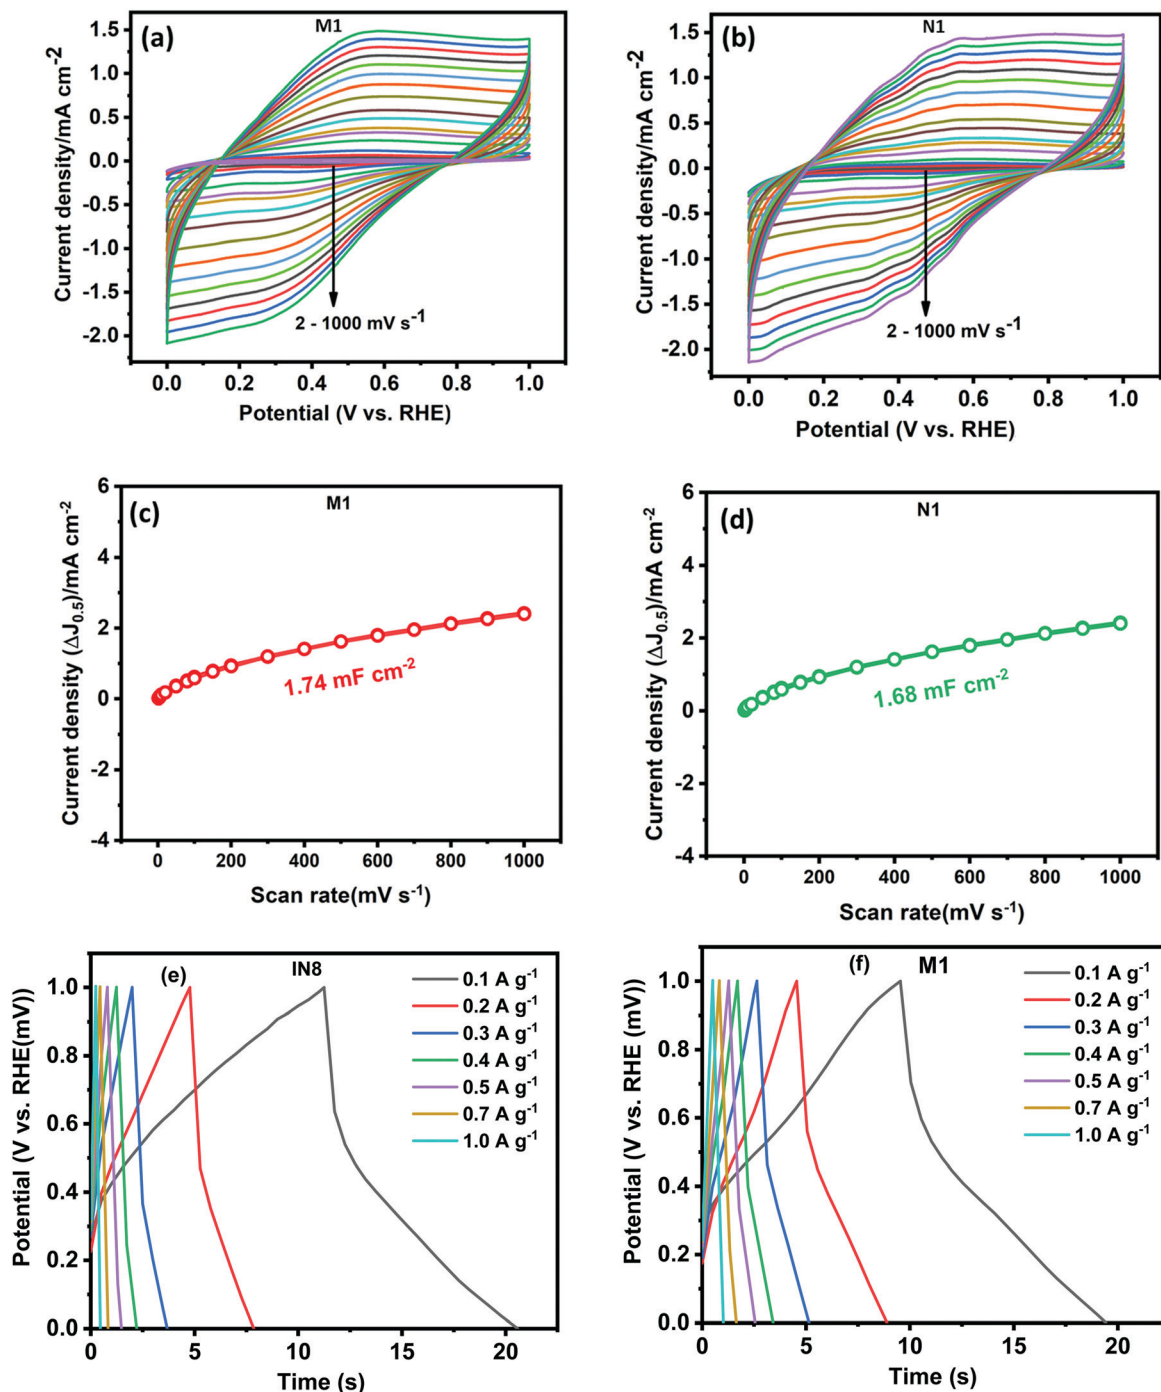 (a)
M1
Current density/mA cm-2
1.5
1.0
0.5
0.0
-0.5
-1.0
-1.5
-2.0
2 - 1000 mV s-1
0.0 0.2 0.4 0.6 0.8 1.0
Potential (V vs. RHE)
(b)
N1
Current density/mA cm-2
1.5
1.0
0.5
0.0
-0.5
-1.0
-1.5
-2.0
2 - 1000 mV s-1
0.0 0.2 0.4 0.6 0.8 1.0
Potential (V vs. RHE)
(c)
M1
Current density (ΔJ0.5)/mA cm-2
6
4
2
0
-2
-4
1.74 mF cm-2
0 200 400 600 800 1000
Scan rate(mV s-1)
(d)
N1
Current density (ΔJ0.5)/mA cm-2
6
4
2
0
-2
-4
1.68 mF cm-2
0 200 400 600 800 1000
Scan rate(mV s-1)
(e)
IN8
Potential (V vs. RHE(mV))
1.0
0.8
0.6
0.4
0.2
0.0
0.1 A g-1
0.2 A g-1
0.3 A g-1
0.4 A g-1
0.5 A g-1
0.7 A g-1
1.0 A g-1
0 5 10 15 20
Time (s)
(f)
M1
Potential (V vs. RHE (mV))
1.0
0.8
0.6
0.4
0.2
0.0
0.1 A g-1
0.2 A g-1
0.3 A g-1
0.4 A g-1
0.5 A g-1
0.7 A g-1
1.0 A g-1
0 5 10 15 20
Time (s)